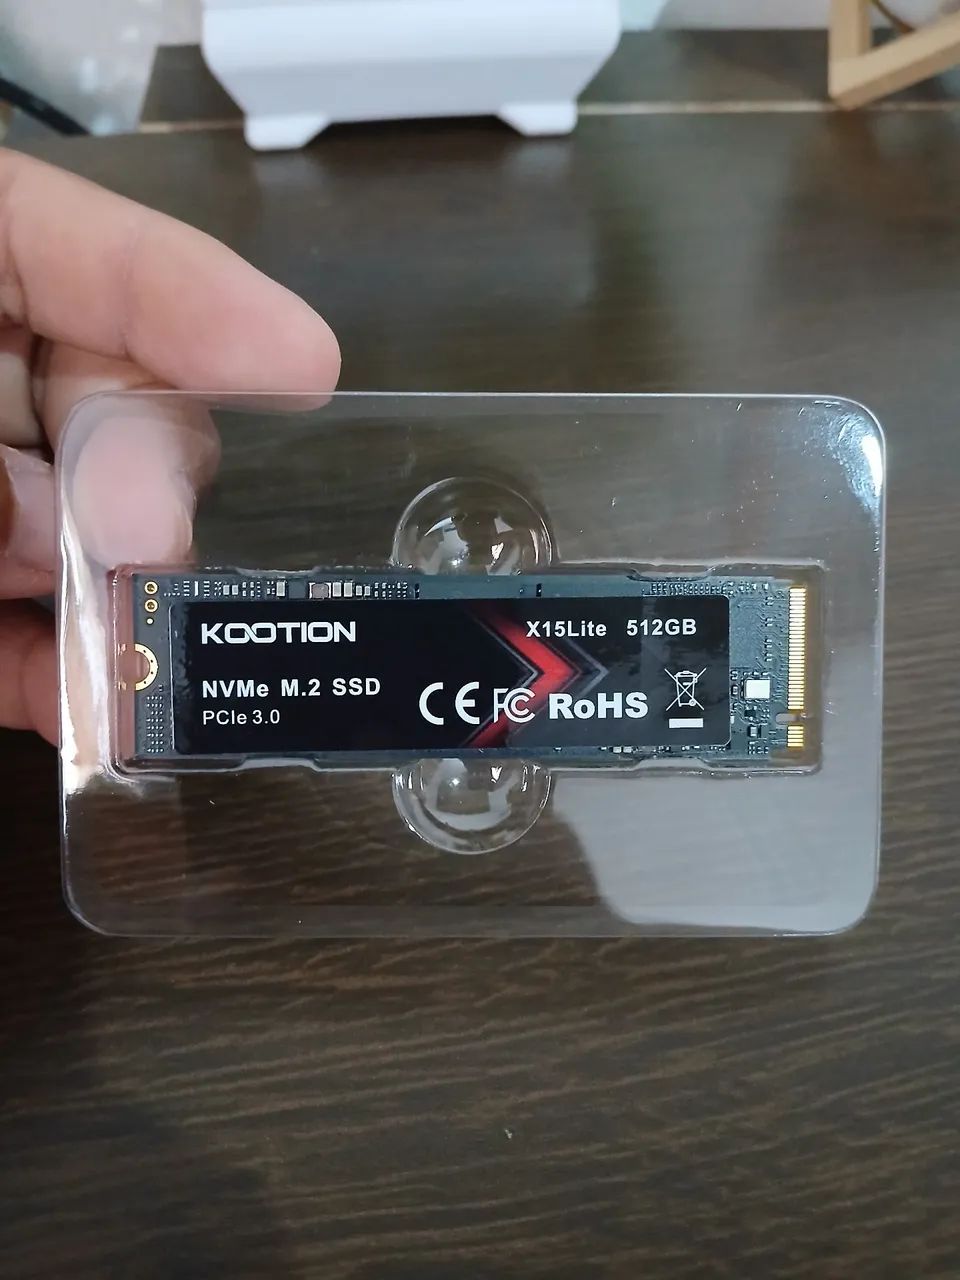 KOOTION
X15Lite 512GB
NVMe M.2 SSD
PCIe 3.0
CE FC RoHS